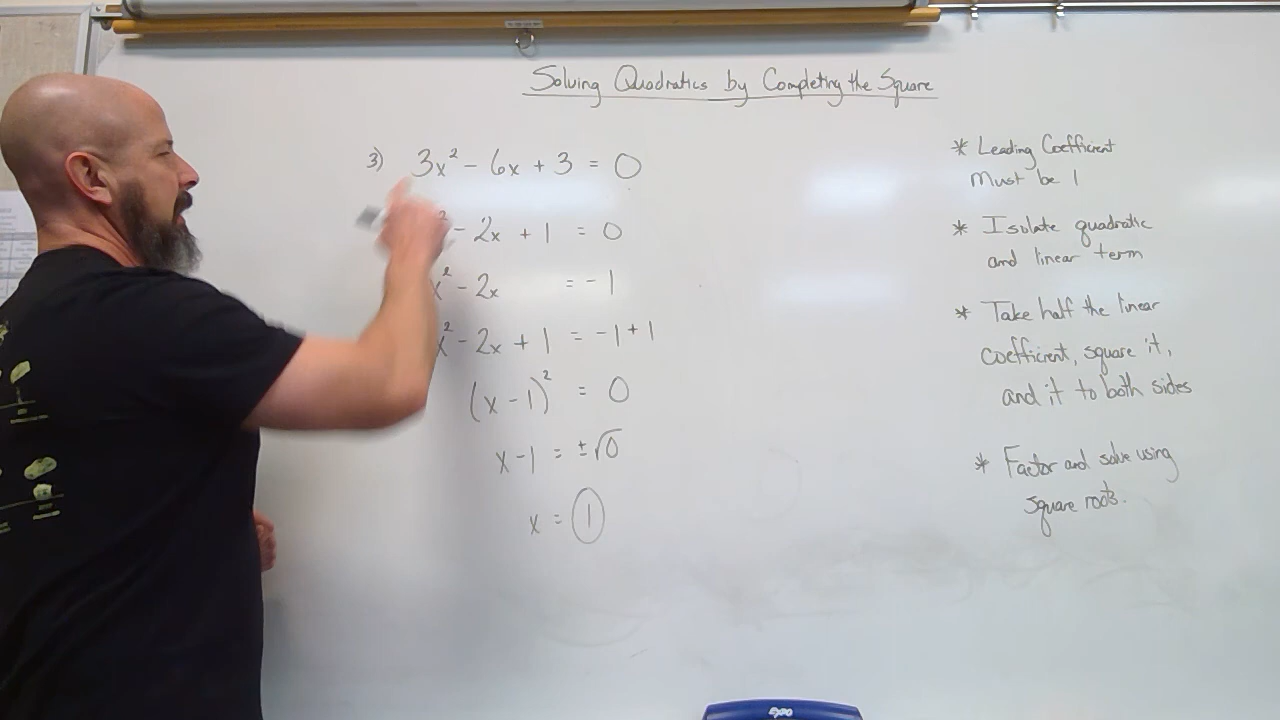 Solving Quadratics by Completing the Square
3) 3x² - 6x + 3 = 0
² - 2x + 1 = 0
x² - 2x = -1
x² - 2x + 1 = -1 + 1
(x - 1)² = 0
x - 1 = ±√0
x = 1
* Leading Coefficient
Must be 1
* Isolate quadratic
and linear term
* Take half the linear
coefficient, square it,
and it to both sides
* Factor and solve using
square roots.
EXPO